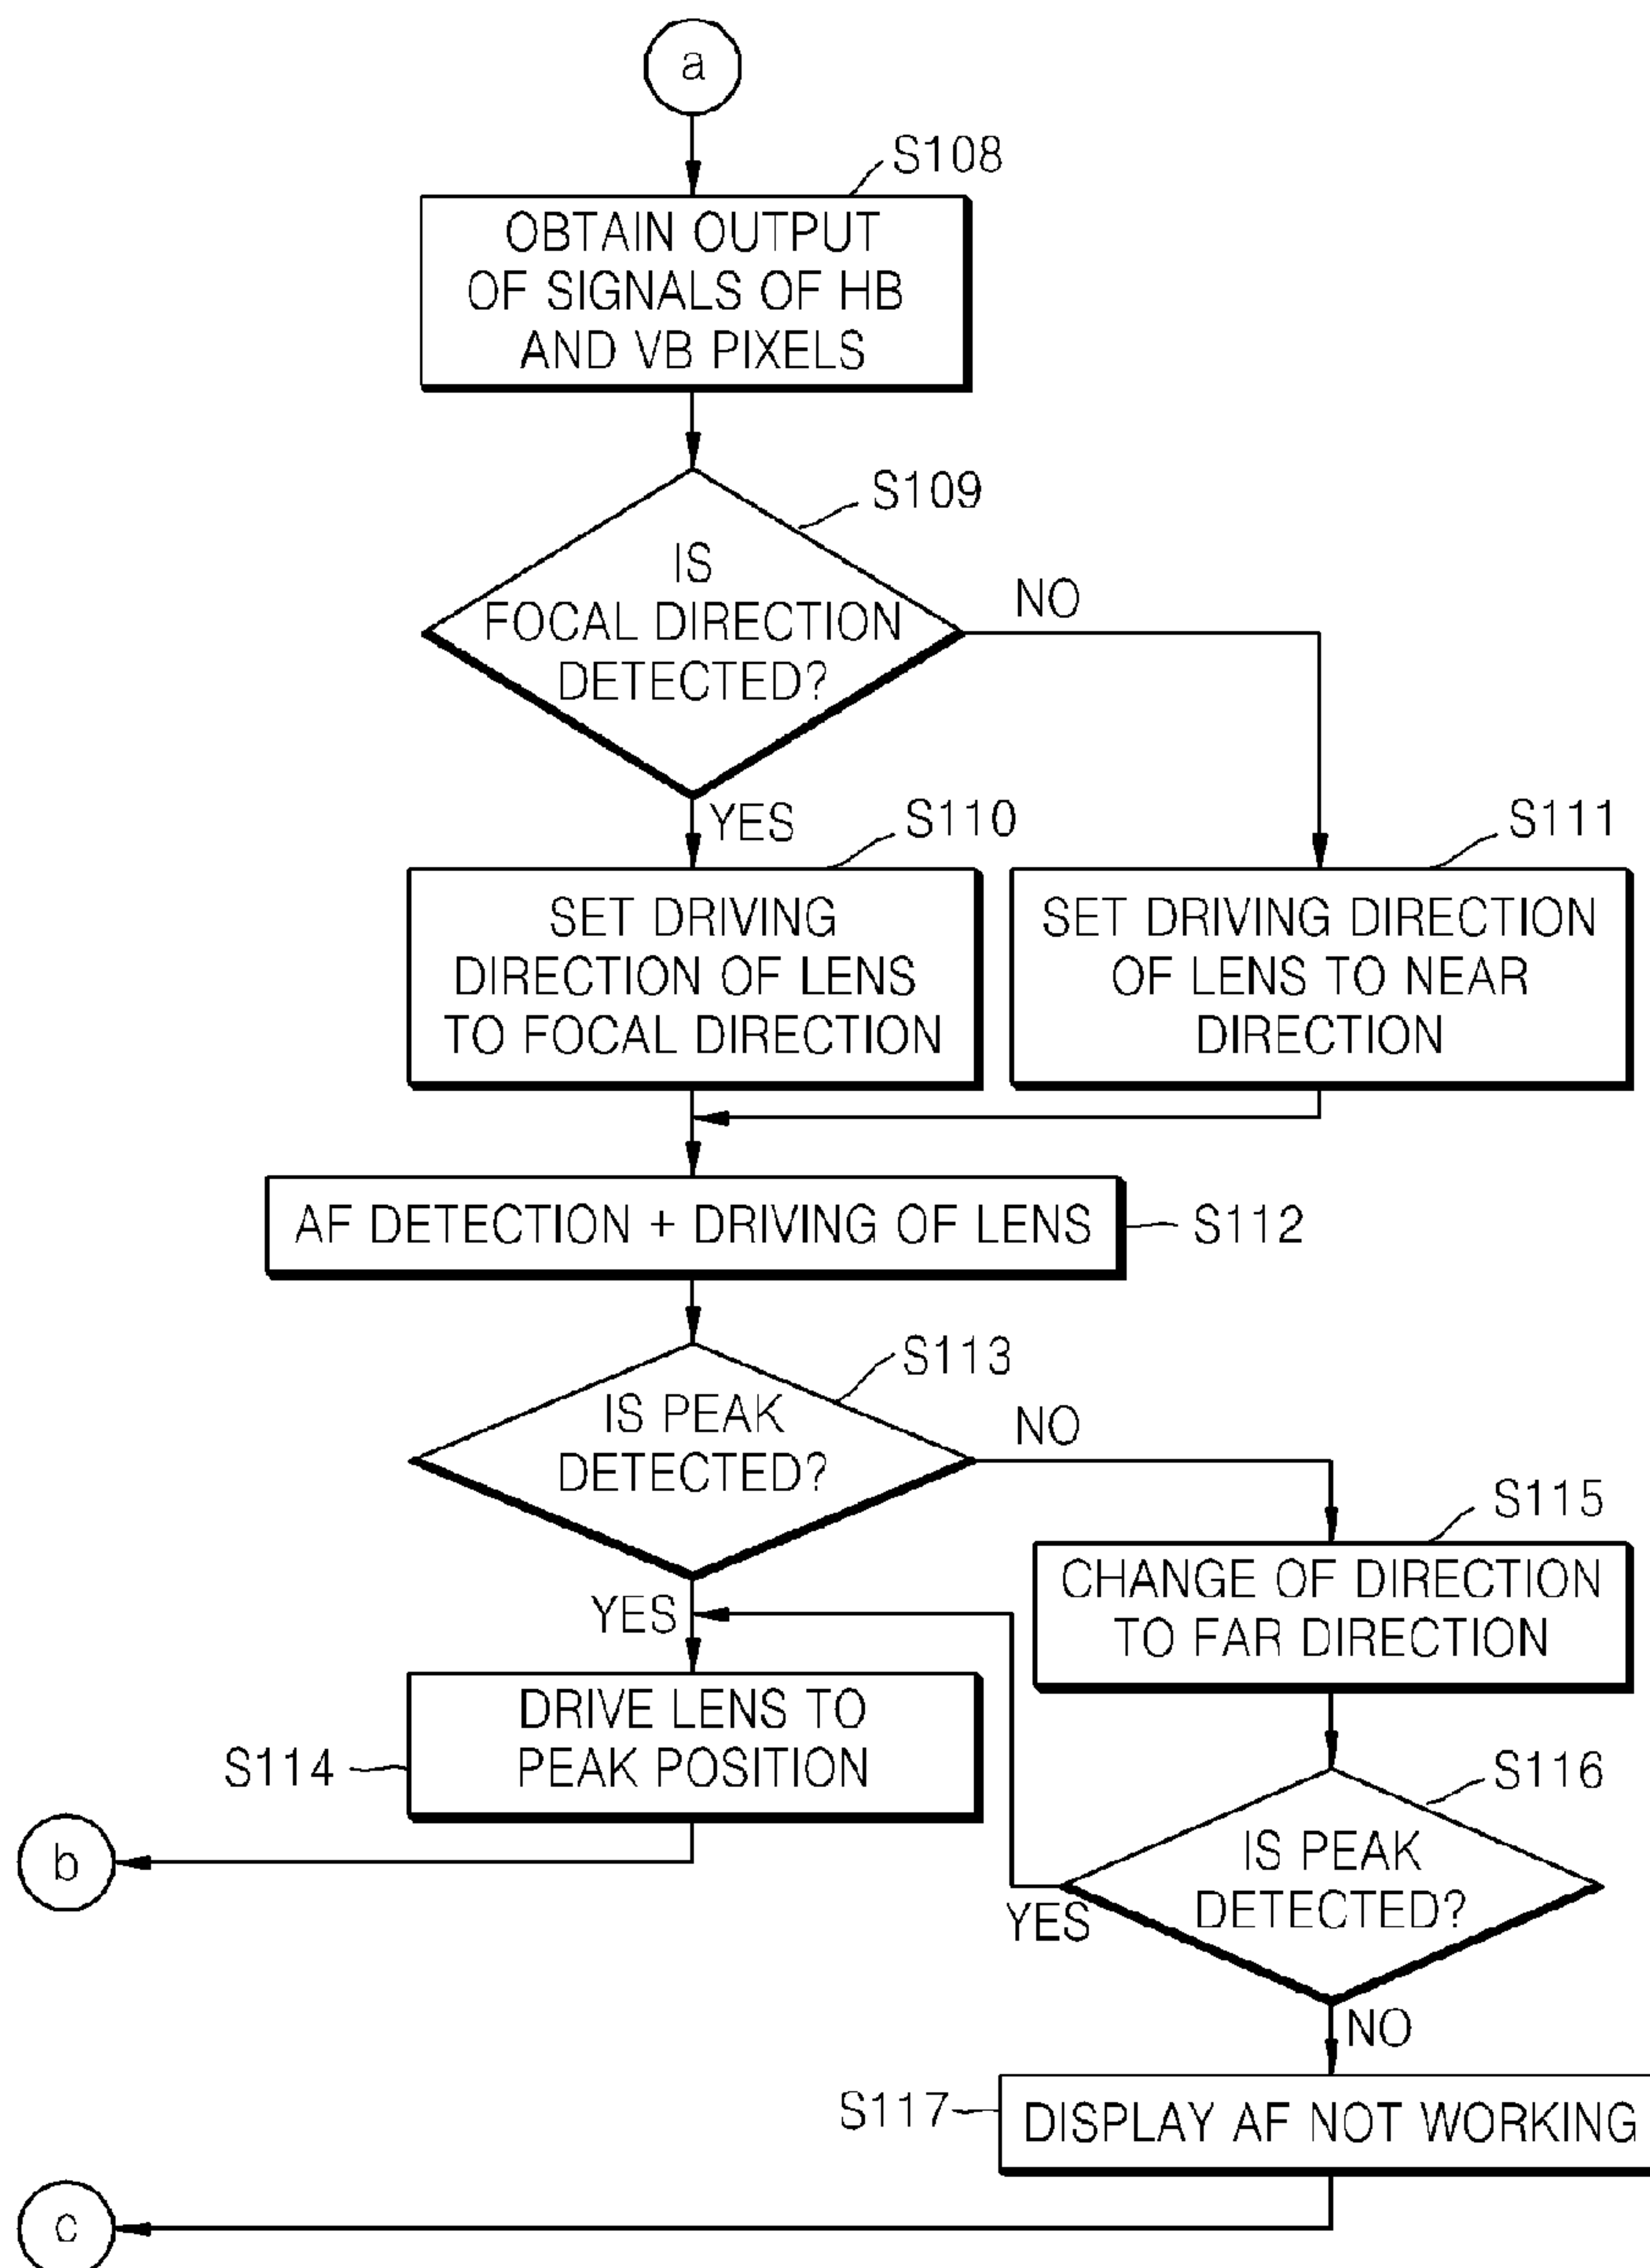 a
S108
OBTAIN OUTPUT
OF SIGNALS OF HB
AND VB PIXELS
S109
IS
FOCAL DIRECTION
DETECTED?
NO
YES
S110
SET DRIVING
DIRECTION OF LENS
TO FOCAL DIRECTION
S111
SET DRIVING DIRECTION
OF LENS TO NEAR
DIRECTION
AF DETECTION + DRIVING OF LENS
S112
S113
IS PEAK
DETECTED?
NO
YES
S115
CHANGE OF DIRECTION
TO FAR DIRECTION
DRIVE LENS TO
PEAK POSITION
S114
S116
IS PEAK
DETECTED?
YES
NO
b
S117
DISPLAY AF NOT WORKING
c